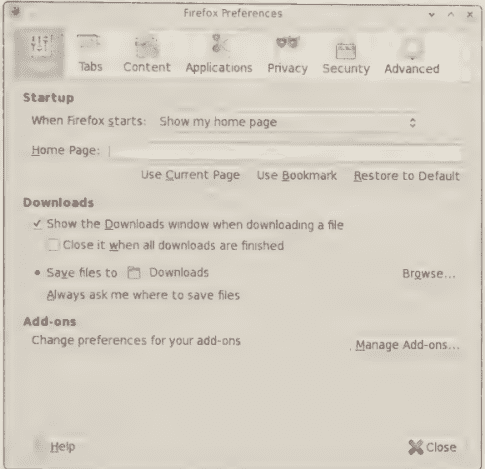 Firefox Preferences
Tabs Content Applications Privacy Security Advanced
Startup
When Firefox starts: Show my home page
Home Page:
Use Current Page Use Bookmark Restore to Default
Downloads
Show the Downloads window when downloading a file
Close it when all downloads are finished
Save files to Downloads Browse...
Always ask me where to save files
Add-ons
Change preferences for your add-ons
Manage Add-ons...
Help Close